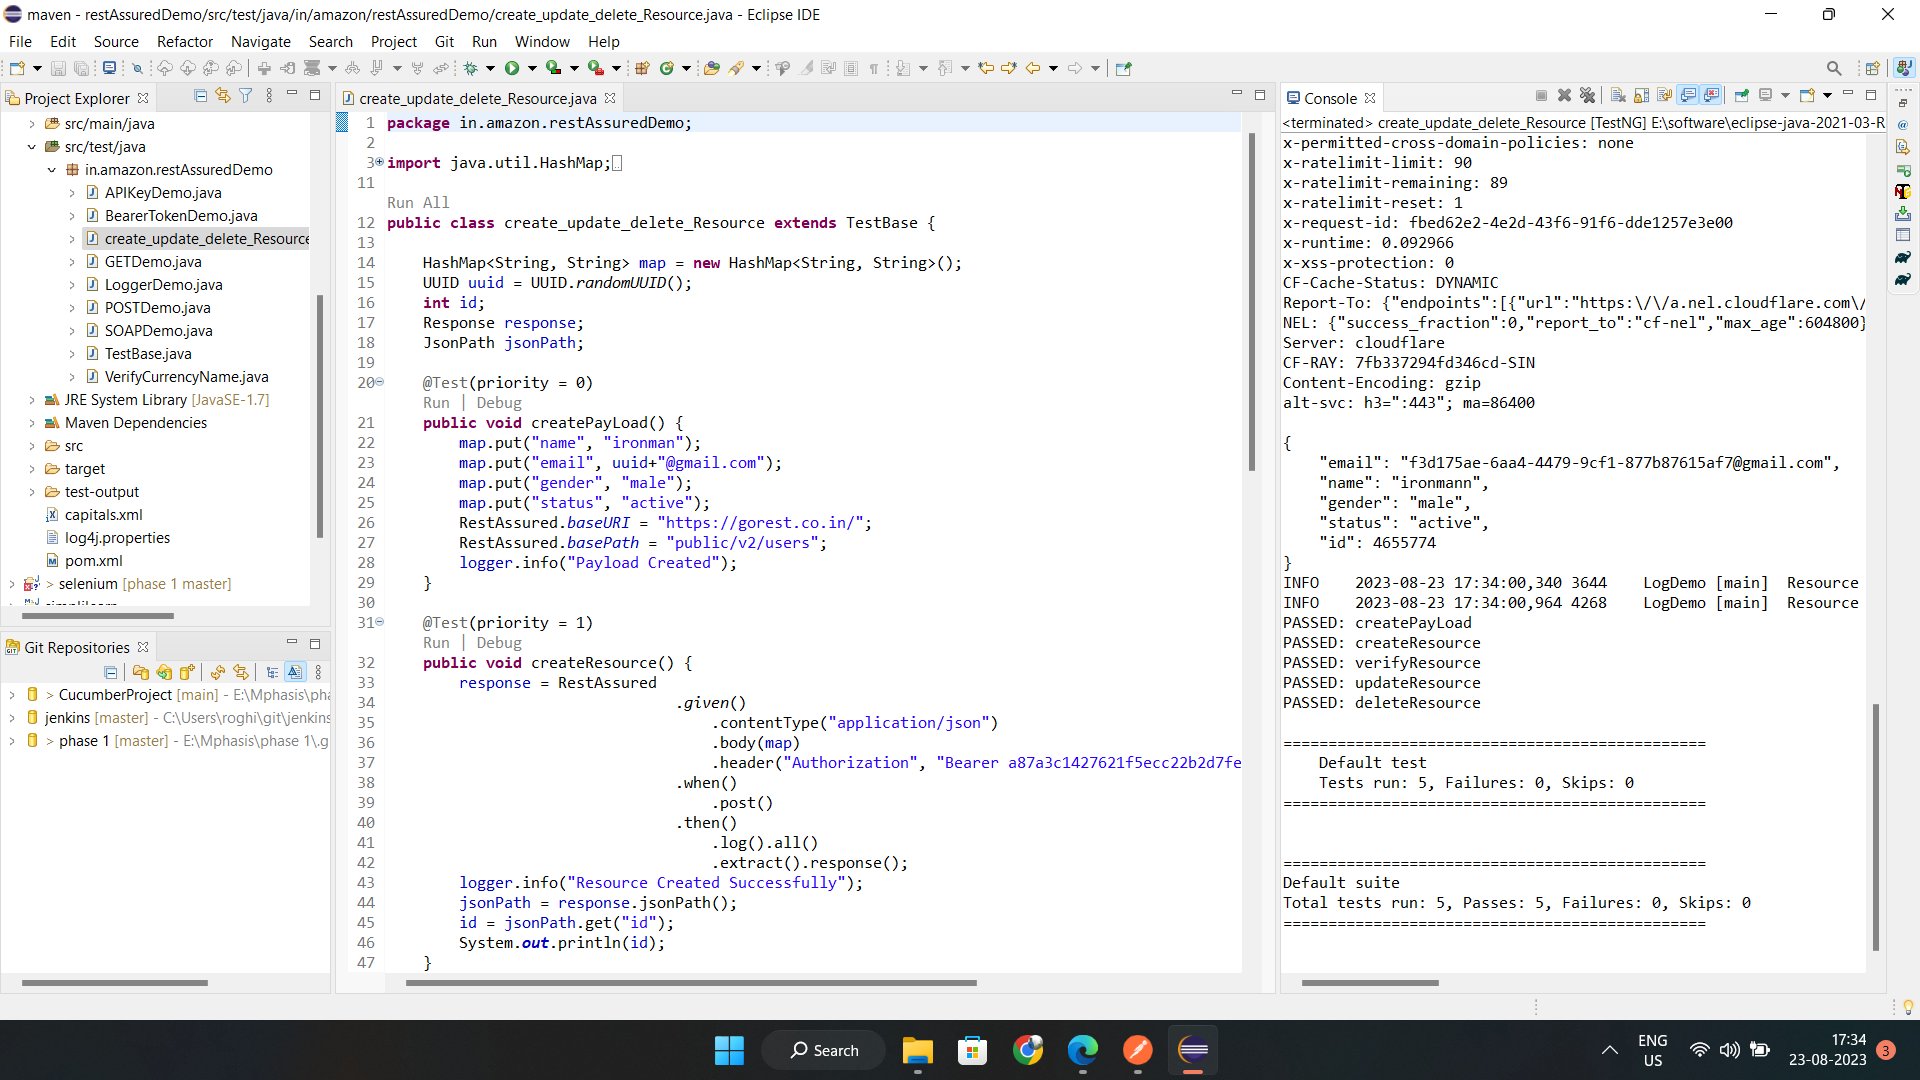 maven - restAssuredDemo/src/test/java/in/amazon/restAssuredDemo/create_update_delete_Resource.java - Eclipse IDE
File Edit Source Refactor Navigate Search Project Git Run Window Help
Project Explorer
src/main/java
src/test/java
in.amazon.restAssuredDemo
APIKeyDemo.java
BearerTokenDemo.java
create_update_delete_Resource
GETDemo.java
LoggerDemo.java
POSTDemo.java
SOAPDemo.java
TestBase.java
VerifyCurrencyName.java
JRE System Library [JavaSE-1.7]
Maven Dependencies
src
target
test-output
capitals.xml
log4j.properties
pom.xml
> selenium [phase 1 master]
Git Repositories
> CucumberProject [main] - E:\Mphasis\pha
jenkins [master] - C:\Users\roghi\git\jenkins
> phase 1 [master] - E:\Mphasis\phase 1\.g
create_update_delete_Resource.java
1 package in.amazon.restAssuredDemo;
2
3 import java.util.HashMap;
11
Run All
12 public class create_update_delete_Resource extends TestBase {
13
14 HashMap<String, String> map = new HashMap<String, String>();
15 UUID uuid = UUID.randomUUID();
16 int id;
17 Response response;
18 JsonPath jsonPath;
19
20 @Test(priority = 0)
Run | Debug
21 public void createPayLoad() {
22 map.put("name", "ironman");
23 map.put("email", uuid+"@gmail.com");
24 map.put("gender", "male");
25 map.put("status", "active");
26 RestAssured.baseURI = "https://gorest.co.in/";
27 RestAssured.basePath = "public/v2/users";
28 logger.info("Payload Created");
29 }
30
31 @Test(priority = 1)
Run | Debug
32 public void createResource() {
33 response = RestAssured
34 .given()
35 .contentType("application/json")
36 .body(map)
37 .header("Authorization", "Bearer a87a3c1427621f5ecc22b2d7fe
38 .when()
39 .post()
40 .then()
41 .log().all()
42 .extract().response();
43 logger.info("Resource Created Successfully");
44 jsonPath = response.jsonPath();
45 id = jsonPath.get("id");
46 System.out.println(id);
47 }
Console
<terminated> create_update_delete_Resource [TestNG] E:\software\eclipse-java-2021-03-R
x-permitted-cross-domain-policies: none
x-ratelimit-limit: 90
x-ratelimit-remaining: 89
x-ratelimit-reset: 1
x-request-id: fbed62e2-4e2d-43f6-91f6-dde1257e3e00
x-runtime: 0.092966
x-xss-protection: 0
CF-Cache-Status: DYNAMIC
Report-To: {"endpoints":[{"url":"https:\/\/a.nel.cloudflare.com\/
NEL: {"success_fraction":0,"report_to":"cf-nel","max_age":604800}
Server: cloudflare
CF-RAY: 7fb337294fd346cd-SIN
Content-Encoding: gzip
alt-svc: h3=":443"; ma=86400
{
"email": "f3d175ae-6aa4-4479-9cf1-877b87615af7@gmail.com",
"name": "ironmann",
"gender": "male",
"status": "active",
"id": 4655774
}
INFO 2023-08-23 17:34:00,340 3644 LogDemo [main] Resource
INFO 2023-08-23 17:34:00,964 4268 LogDemo [main] Resource
PASSED: createPayLoad
PASSED: createResource
PASSED: verifyResource
PASSED: updateResource
PASSED: deleteResource
===============================================
Default test
Tests run: 5, Failures: 0, Skips: 0
===============================================
===============================================
Default suite
Total tests run: 5, Passes: 5, Failures: 0, Skips: 0
===============================================
Search
ENG
US
17:34
23-08-2023
3